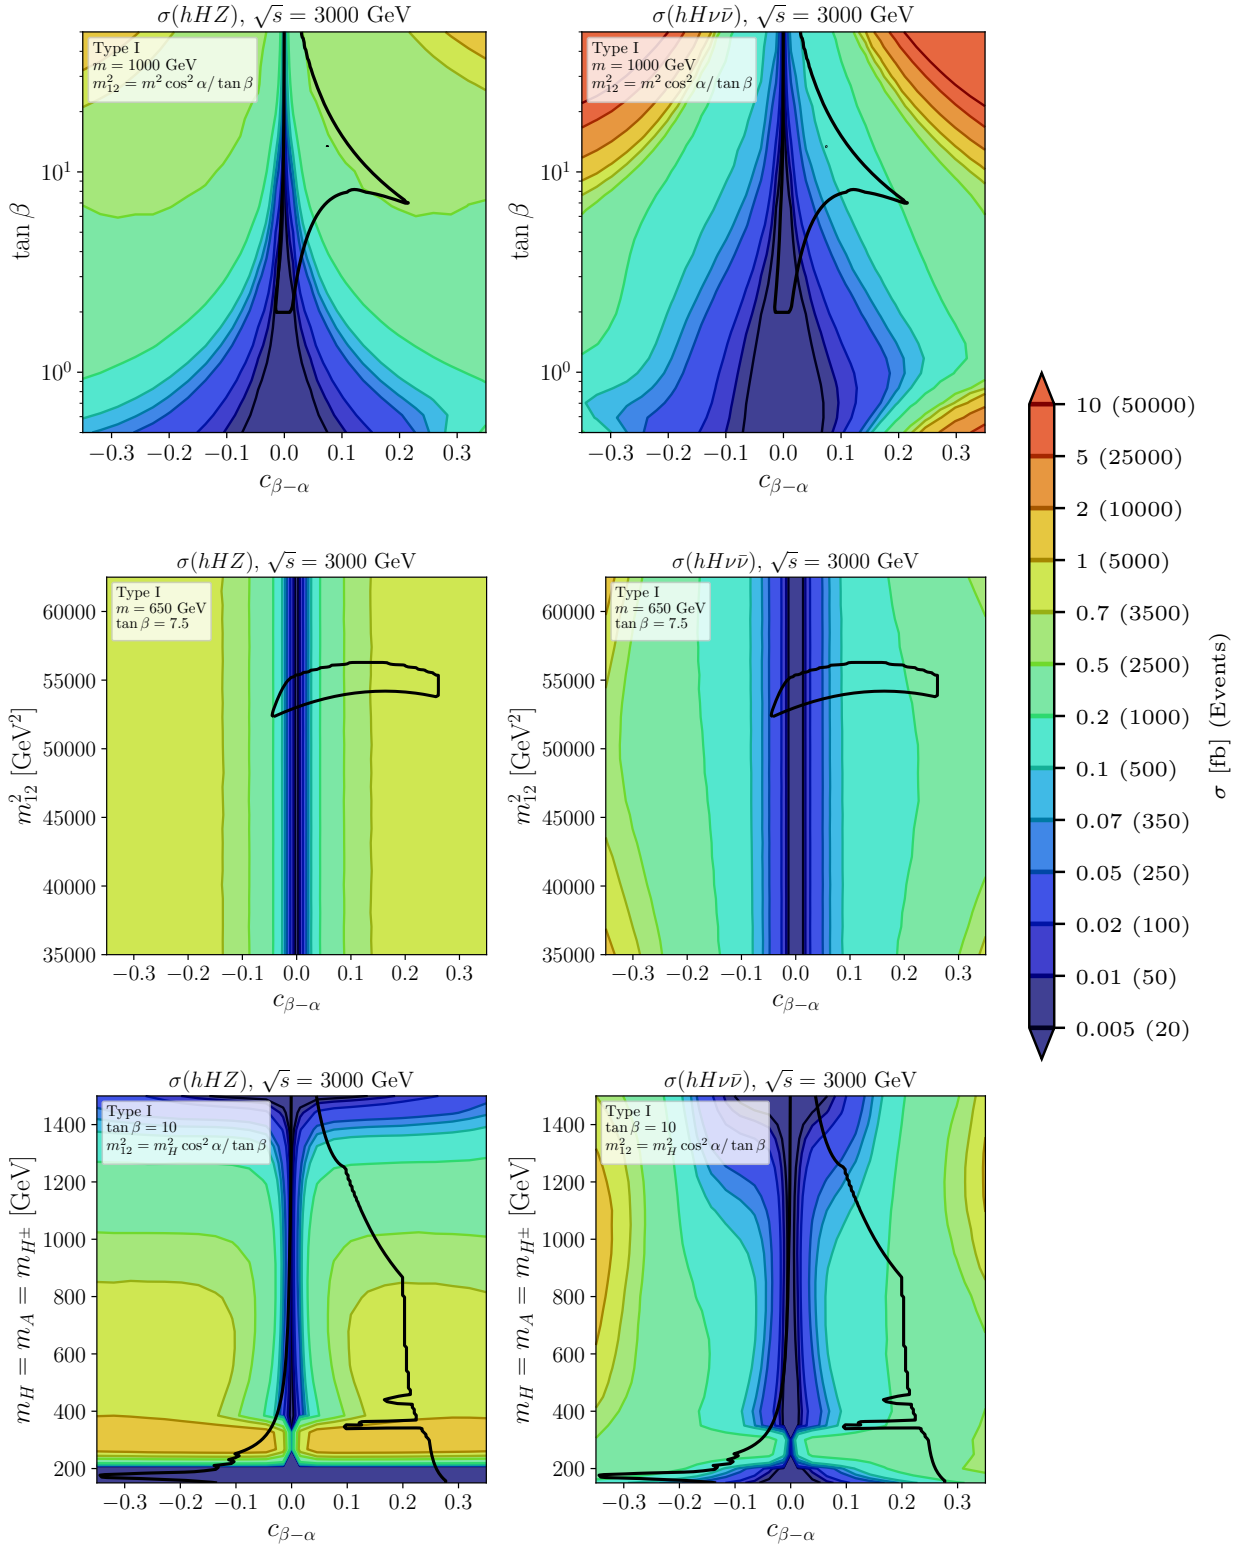 σ(hHZ), √s = 3000 GeV
Type I
m = 1000 GeV
m₁₂² = m² cos² α/ tan β
tan β
10¹
10⁰
−0.3 −0.2 −0.1 0.0 0.1 0.2 0.3
c_{β−α}
σ(hHνν̄), √s = 3000 GeV
Type I
m = 1000 GeV
m₁₂² = m² cos² α/ tan β
tan β
10¹
10⁰
−0.3 −0.2 −0.1 0.0 0.1 0.2 0.3
c_{β−α}
σ(hHZ), √s = 3000 GeV
Type I
m = 650 GeV
tan β = 7.5
m₁₂² [GeV²]
60000
55000
50000
45000
40000
35000
−0.3 −0.2 −0.1 0.0 0.1 0.2 0.3
c_{β−α}
σ(hHνν̄), √s = 3000 GeV
Type I
m = 650 GeV
tan β = 7.5
m₁₂² [GeV²]
60000
55000
50000
45000
40000
35000
−0.3 −0.2 −0.1 0.0 0.1 0.2 0.3
c_{β−α}
σ(hHZ), √s = 3000 GeV
Type I
tan β = 10
m₁₂² = m_H² cos² α/ tan β
m_H = m_A = m_{H^±} [GeV]
1400
1200
1000
800
600
400
200
−0.3 −0.2 −0.1 0.0 0.1 0.2 0.3
c_{β−α}
σ(hHνν̄), √s = 3000 GeV
Type I
tan β = 10
m₁₂² = m_H² cos² α/ tan β
m_H = m_A = m_{H^±} [GeV]
1400
1200
1000
800
600
400
200
−0.3 −0.2 −0.1 0.0 0.1 0.2 0.3
c_{β−α}
10 (50000)
5 (25000)
2 (10000)
1 (5000)
0.7 (3500)
0.5 (2500)
0.2 (1000)
0.1 (500)
0.07 (350)
0.05 (250)
0.02 (100)
0.01 (50)
0.005 (20)
σ [fb] (Events)